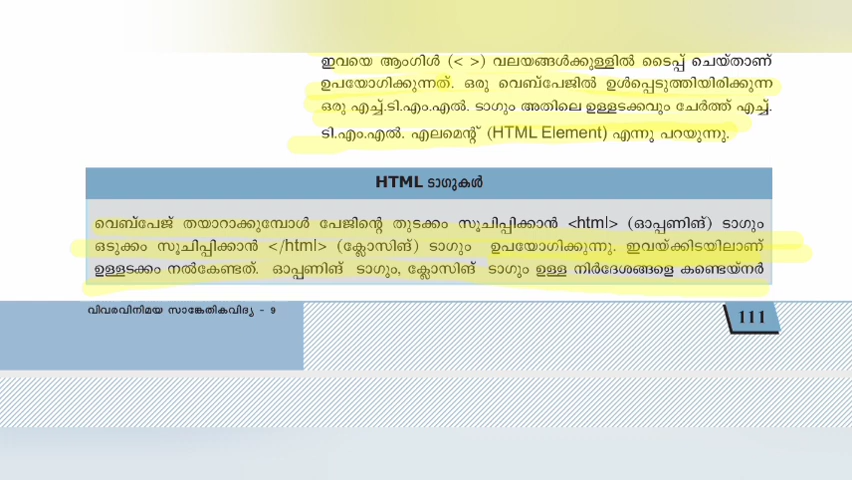 ഇവയെ ആംഗിൾ (< >) വലയങ്ങൾക്കുള്ളിൽ ടൈപ്പ് ചെയ്താണ്
ഉപയോഗിക്കുന്നത്. ഒരു വെബ്പേജിൽ ഉൾപ്പെടുത്തിയിരിക്കുന്ന
ഒരു എച്ച്.ടി.എം.എൽ. ടാഗും അതിലെ ഉള്ളടക്കവും ചേർത്ത് എച്ച്.
ടി.എം.എൽ. എലമെന്റ് (HTML Element) എന്നു പറയുന്നു.
HTML ടാഗുകൾ
വെബ്പേജ് തയാറാക്കുമ്പോൾ പേജിന്റെ തുടക്കം സൂചിപ്പിക്കാൻ <html> (ഓപ്പണിങ്) ടാഗും
ഒടുക്കം സൂചിപ്പിക്കാൻ </html> (ക്ലോസിങ്) ടാഗും ഉപയോഗിക്കുന്നു. ഇവയ്ക്കിടയിലാണ്
ഉള്ളടക്കം നൽകേണ്ടത്. ഓപ്പണിങ് ടാഗും, ക്ലോസിങ് ടാഗും ഉള്ള നിർദേശങ്ങളെ കണ്ടെയ്നർ
വിവരവിനിമയ സാങ്കേതികവിദ്യ - 9
111